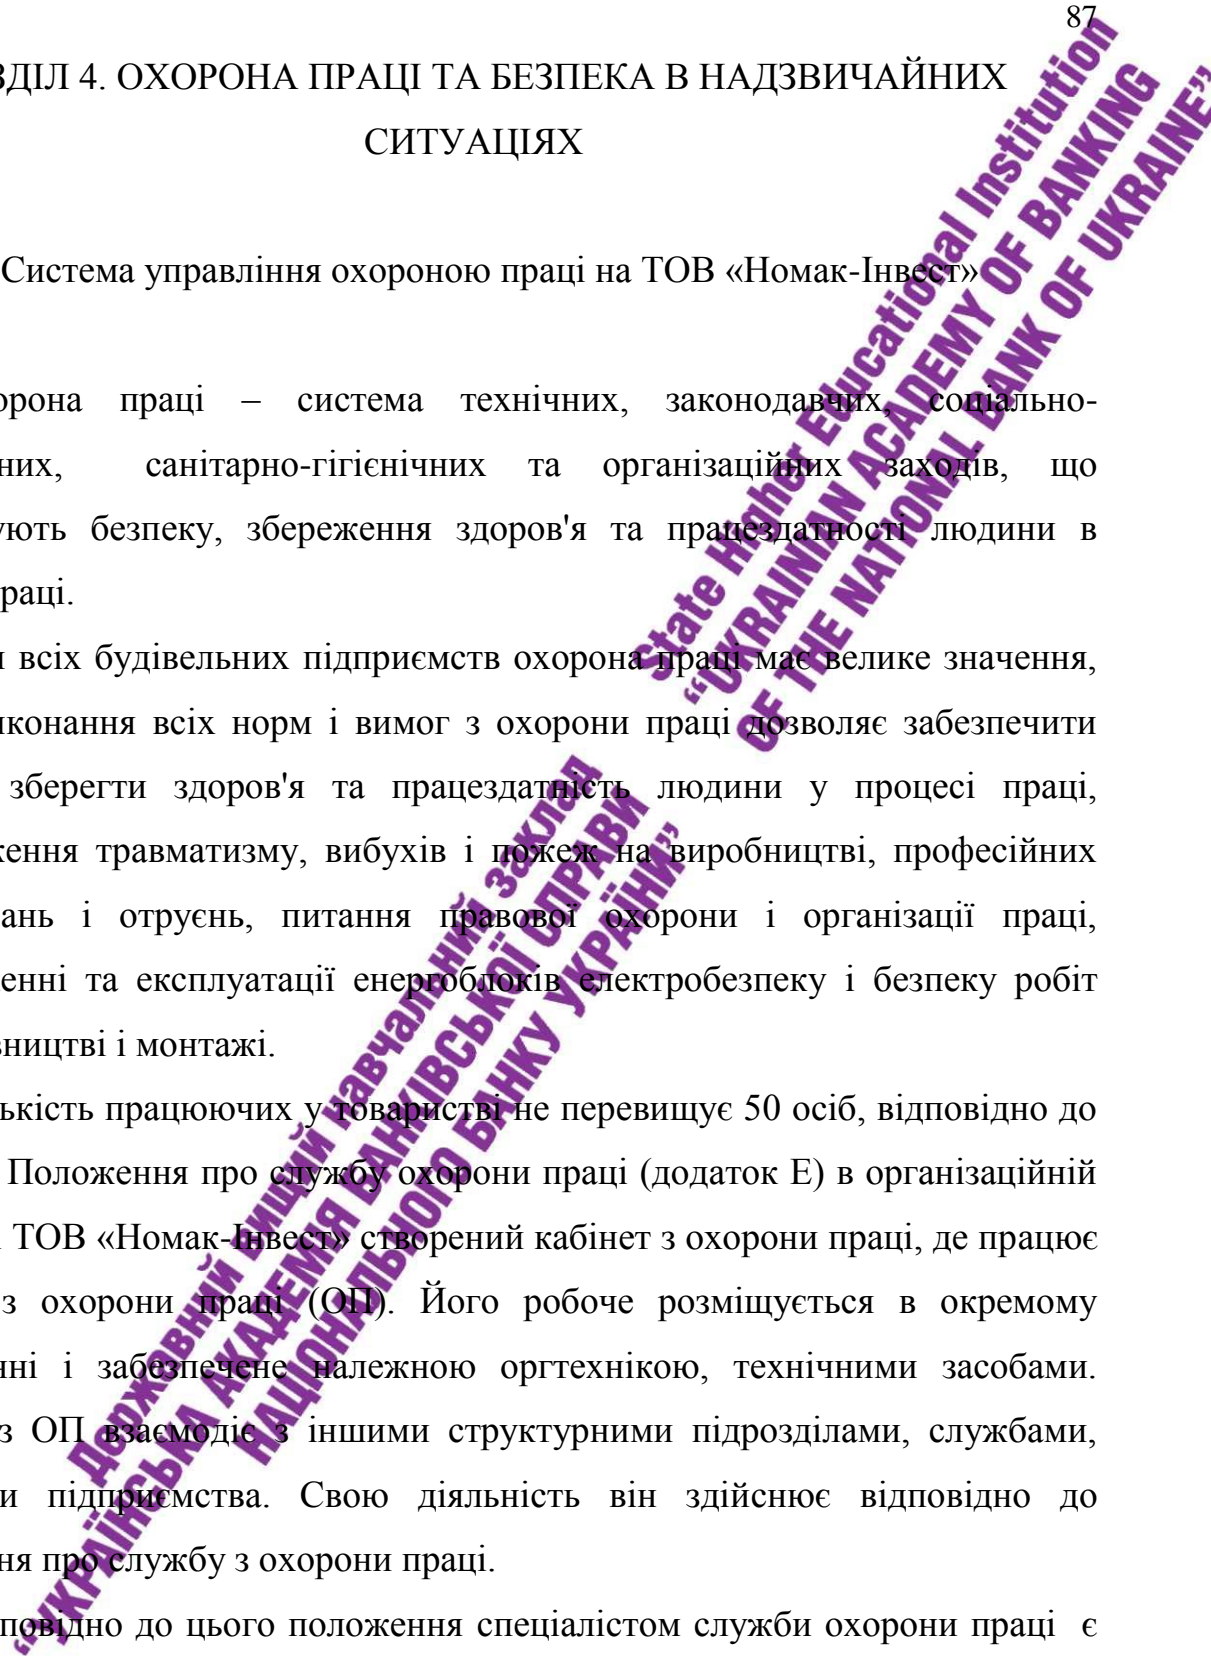 87
ЗДІЛ 4. ОХОРОНА ПРАЦІ ТА БЕЗПЕКА В НАДЗВИЧАЙНИХ
СИТУАЦІЯХ
Система управління охороною праці на ТОВ «Номак-Інвест»
орона праці – система технічних, законодавчих, соціально-
них, санітарно-гігієнічних та організаційних заходів, що
ують безпеку, збереження здоров'я та працездатності людини в
раці.
я всіх будівельних підприємств охорона праці має велике значення,
иконання всіх норм і вимог з охорони праці дозволяє забезпечити
зберегти здоров'я та працездатність людини у процесі праці,
ження травматизму, вибухів і пожеж на виробництві, професійних
ань і отруєнь, питання правової охорони і організації праці,
енні та експлуатації енергоблоків електробезпеку і безпеку робіт
вництві і монтажі.
ькість працюючих у товаристві не перевищує 50 осіб, відповідно до
Положення про службу охорони праці (додаток Е) в організаційній
ТОВ «Номак-Інвест» створений кабінет з охорони праці, де працює
з охорони праці (ОП). Його робоче розміщується в окремому
нні і забезпечене належною оргтехнікою, технічними засобами.
з ОП взаємодіє з іншими структурними підрозділами, службами,
и підприємства. Свою діяльність він здійснює відповідно до
ня про службу з охорони праці.
повідно до цього положення спеціалістом служби охорони праці є
State Higher Educational Institution
“UKRAINIAN ACADEMY OF BANKING
OF THE NATIONAL BANK OF UKRAINE”
Державний вищий навчальний заклад
“УКРАЇНСЬКА АКАДЕМІЯ БАНКІВСЬКОЇ СПРАВИ
НАЦІОНАЛЬНОГО БАНКУ УКРАЇНИ”